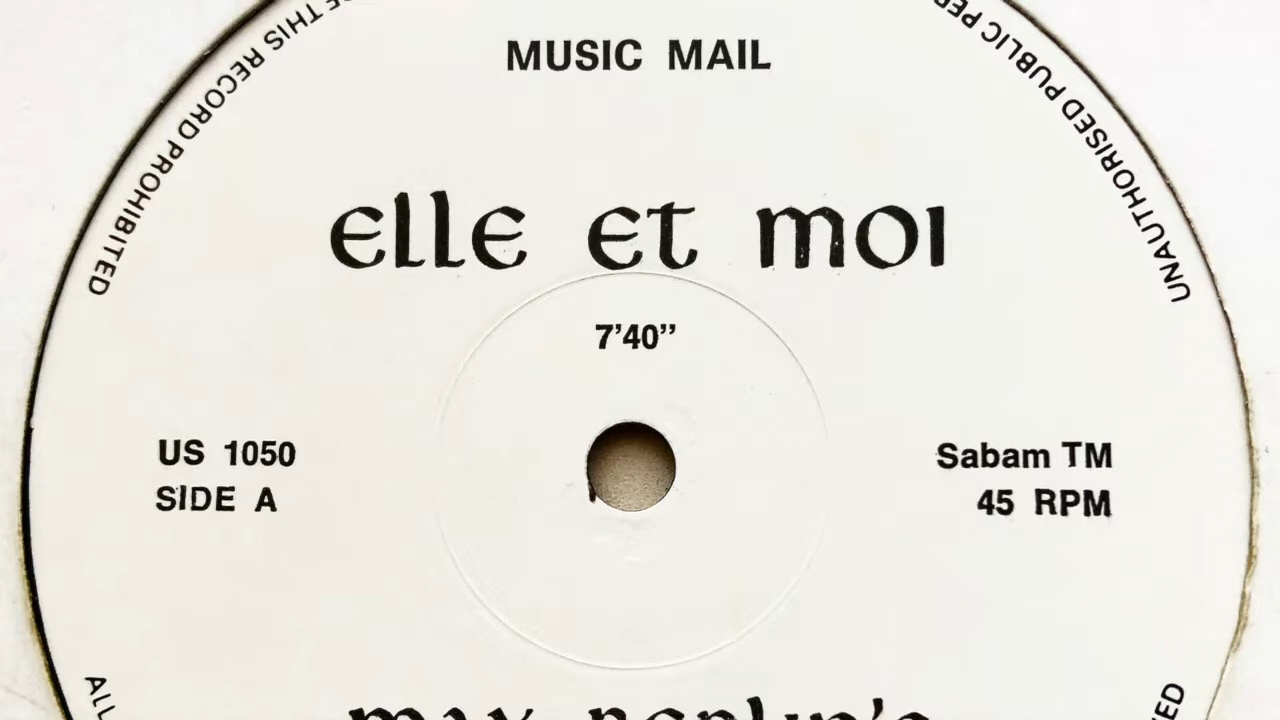 MUSIC MAIL
elle et moi
7'40"
US 1050
SIDE A
Sabam TM
45 RPM
THIS RECORD PROHIBITED
UNAUTHORISED PUBLIC
ALL